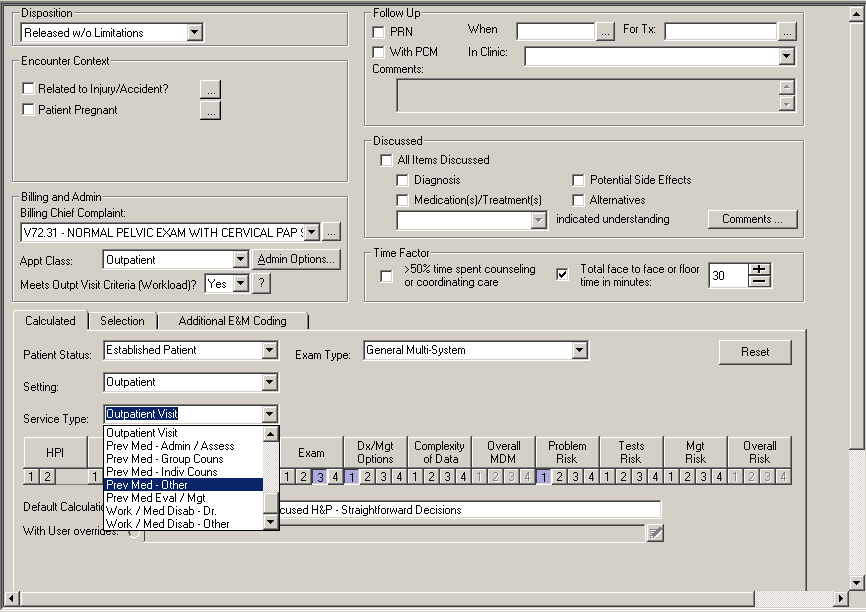 Disposition
Released w/o Limitations
Encounter Context
Related to Injury/Accident? ...
Patient Pregnant ...
Billing and Admin
Billing Chief Complaint:
V72.31 - NORMAL PELVIC EXAM WITH CERVICAL PAP ...
Appt Class: Outpatient Admin Options...
Meets Outpt Visit Criteria (Workload)? Yes ?
Follow Up
PRN When ... For Tx: ...
With PCM In Clinic:
Comments:
Discussed
All Items Discussed
Diagnosis Potential Side Effects
Medication(s)/Treatment(s) Alternatives
indicated understanding Comments ...
Time Factor
>50% time spent counseling Total face to face or floor 30
or coordinating care time in minutes:
Calculated Selection Additional E&M Coding
Patient Status: Established Patient Exam Type: General Multi-System Reset
Setting: Outpatient
Service Type: Outpatient Visit
Outpatient Visit
Prev Med - Admin / Assess
Prev Med - Group Couns
Prev Med - Indiv Couns
Prev Med - Other
Prev Med Eval / Mgt
Work / Med Disab - Dr.
Work / Med Disab - Other
HPI Exam Dx/Mgt Options Complexity of Data Overall MDM Problem Risk Tests Risk Mgt Risk Overall Risk
1 2 1 1 2 3 4 1 2 3 4 1 2 3 4 1 2 3 4 1 2 3 4 1 2 3 4 1 2 3 4 1 2 3 4
Default Calculatio cused H&P - Straightforward Decisions
With User overrides: